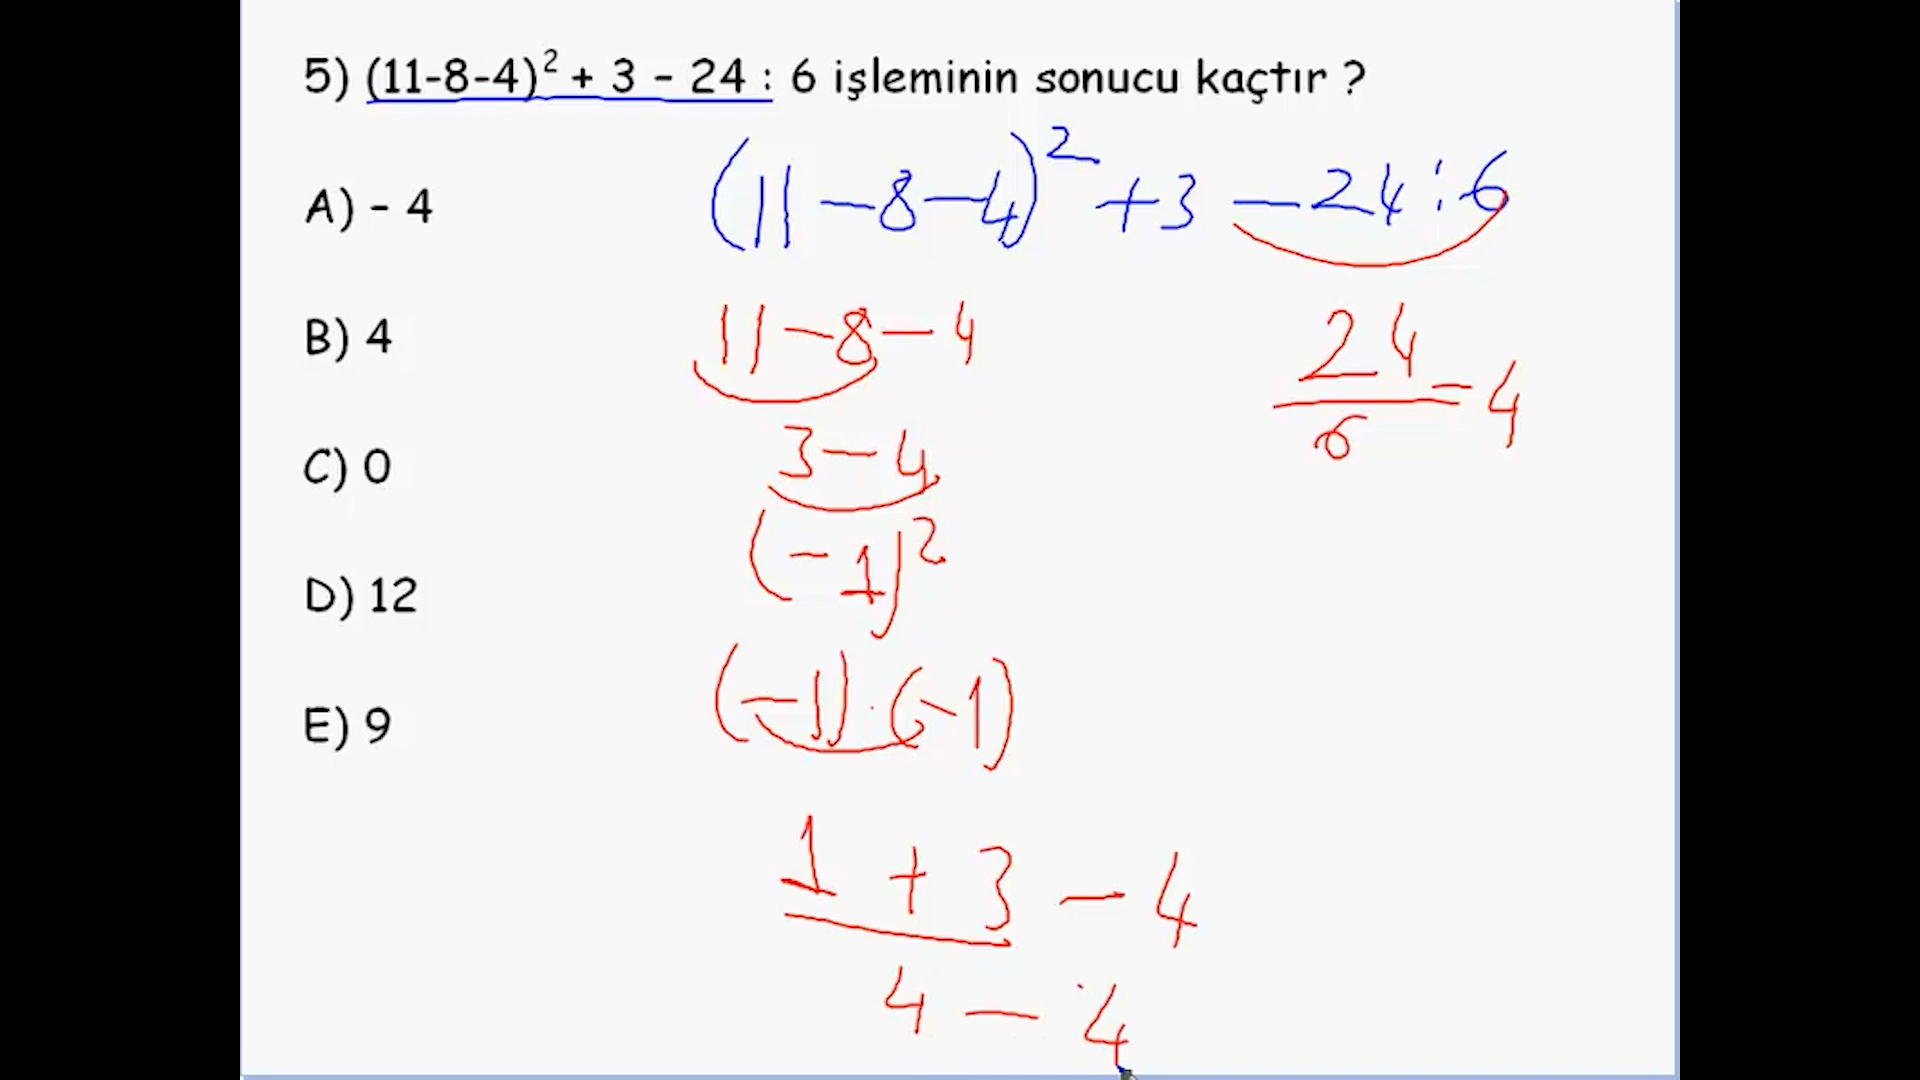 5) (11-8-4)² + 3 - 24 : 6 işleminin sonucu kaçtır ?
(11 - 8 - 4)² + 3 - 24 : 6
A) - 4
B) 4
11 - 8 - 4
24/6 = 4
C) 0
3 - 4
(-1)²
D) 12
E) 9
(-1) · (-1)
1 + 3 - 4
4 - 4